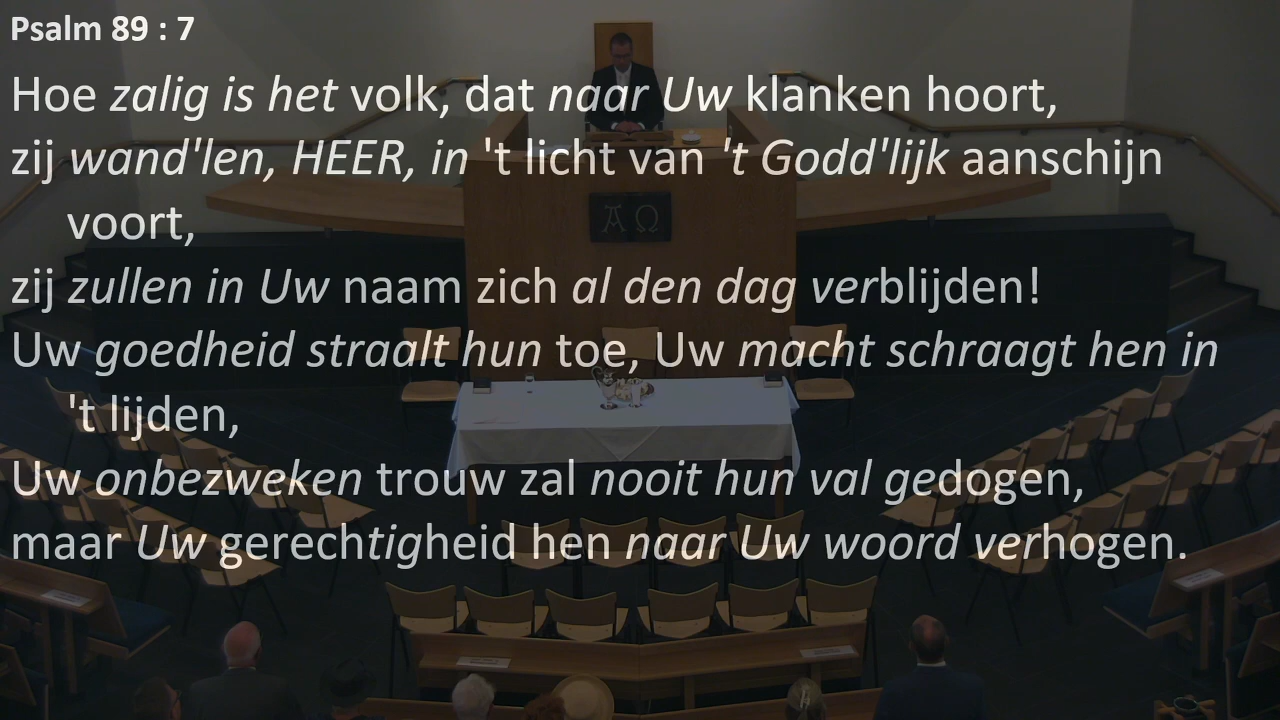 Psalm 89 : 7
Hoe zalig is het volk, dat naar Uw klanken hoort,
zij wand'len, HEER, in 't licht van 't Godd'lijk aanschijn
voort,
zij zullen in Uw naam zich al den dag verblijden!
Uw goedheid straalt hun toe, Uw macht schraagt hen in
't lijden,
Uw onbezweken trouw zal nooit hun val gedogen,
maar Uw gerechtigheid hen naar Uw woord verhogen.
Α Ω